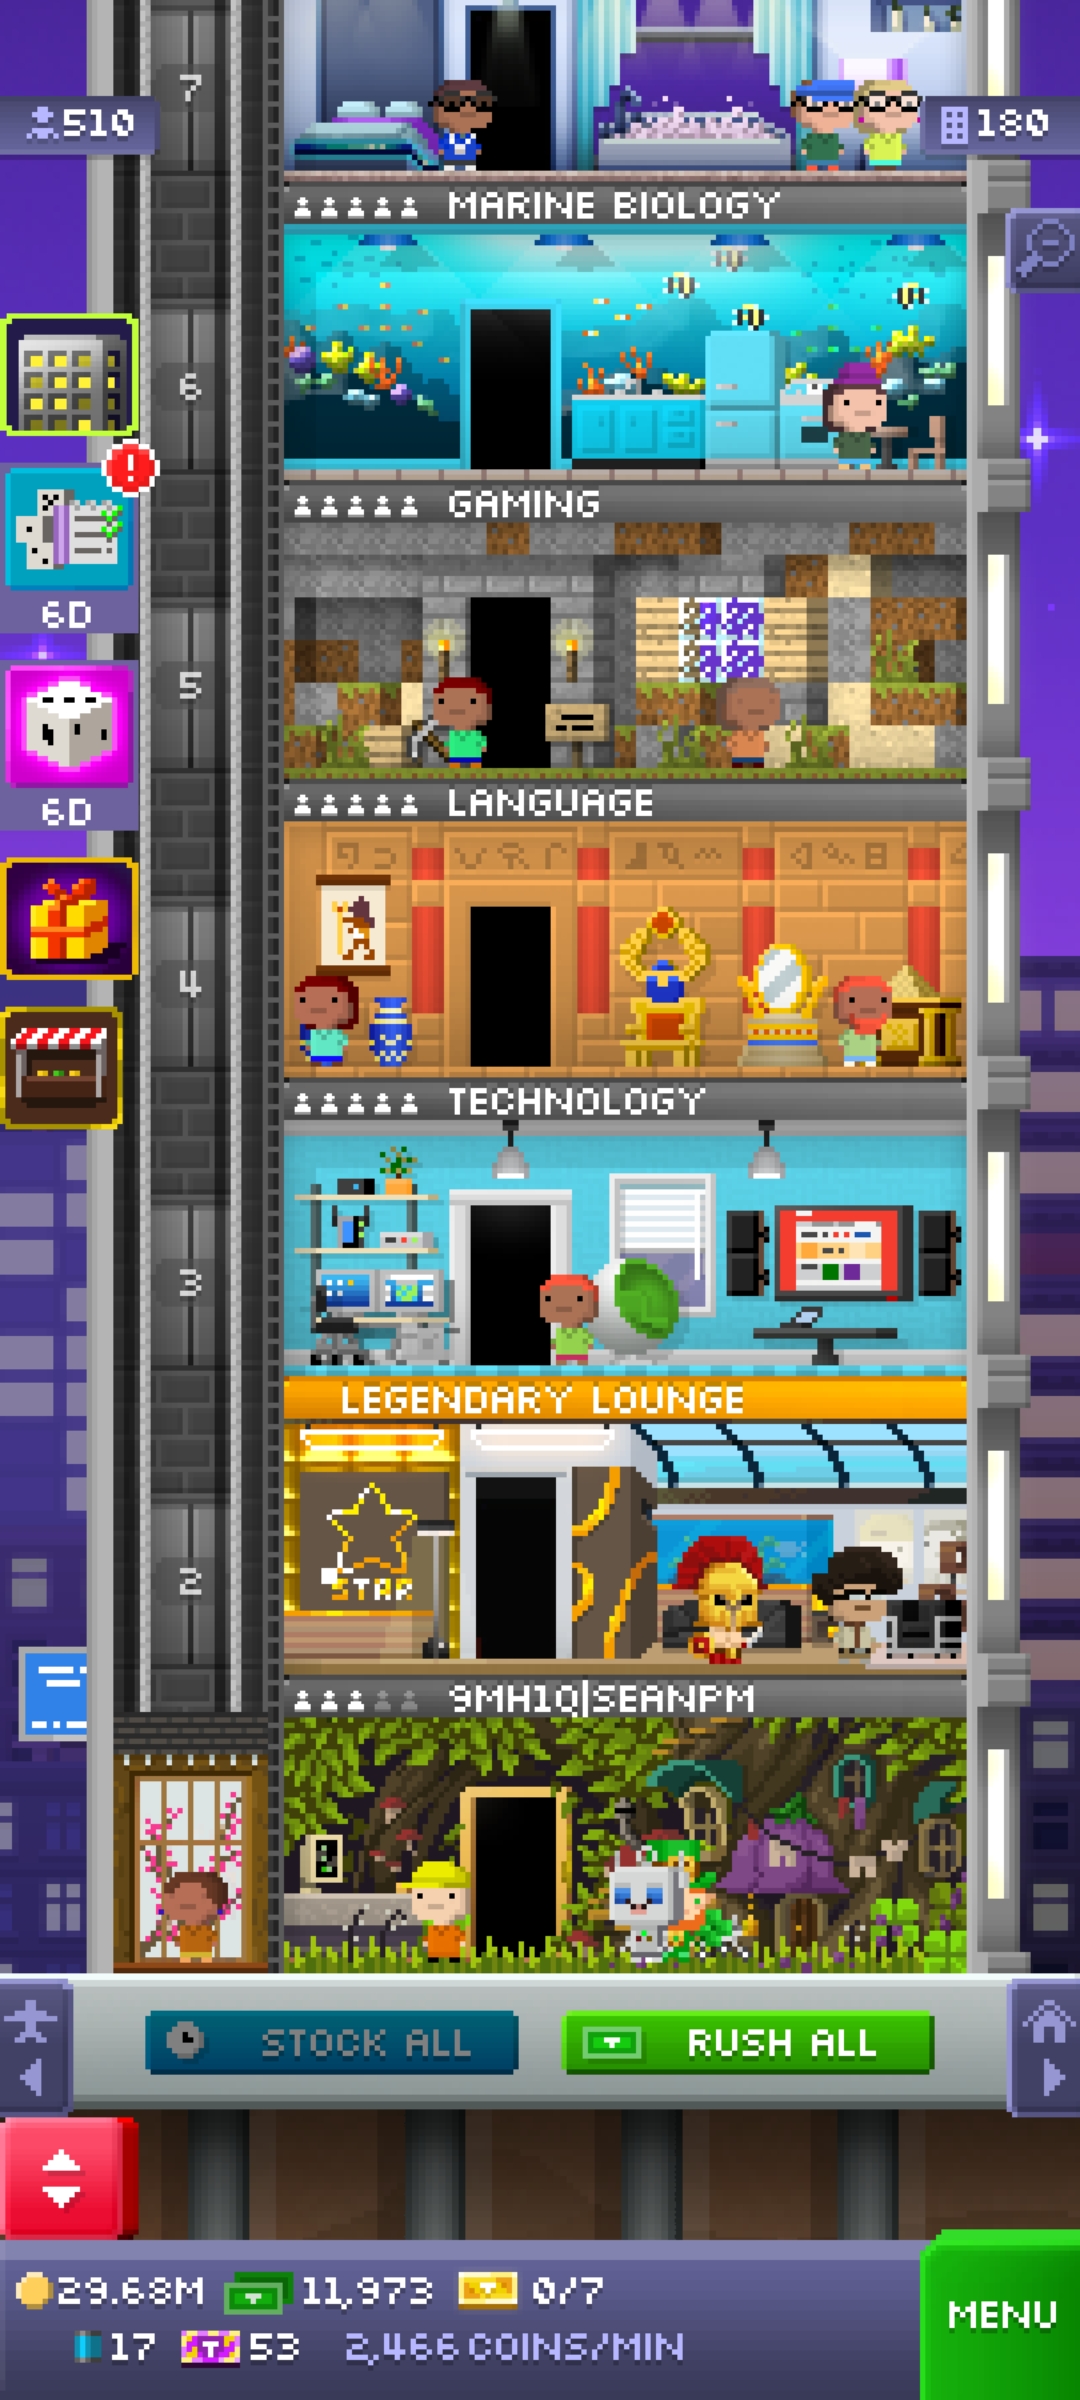 7
510
180
MARINE BIOLOGY
6
GAMING
6D
5
6D
LANGUAGE
4
TECHNOLOGY
3
LEGENDARY LOUNGE
STAR
2
9MH1Q|SEANPM
STOCK ALL
RUSH ALL
29.68M 11,973 0/7
17 53 2,466 COINS/MIN
MENU